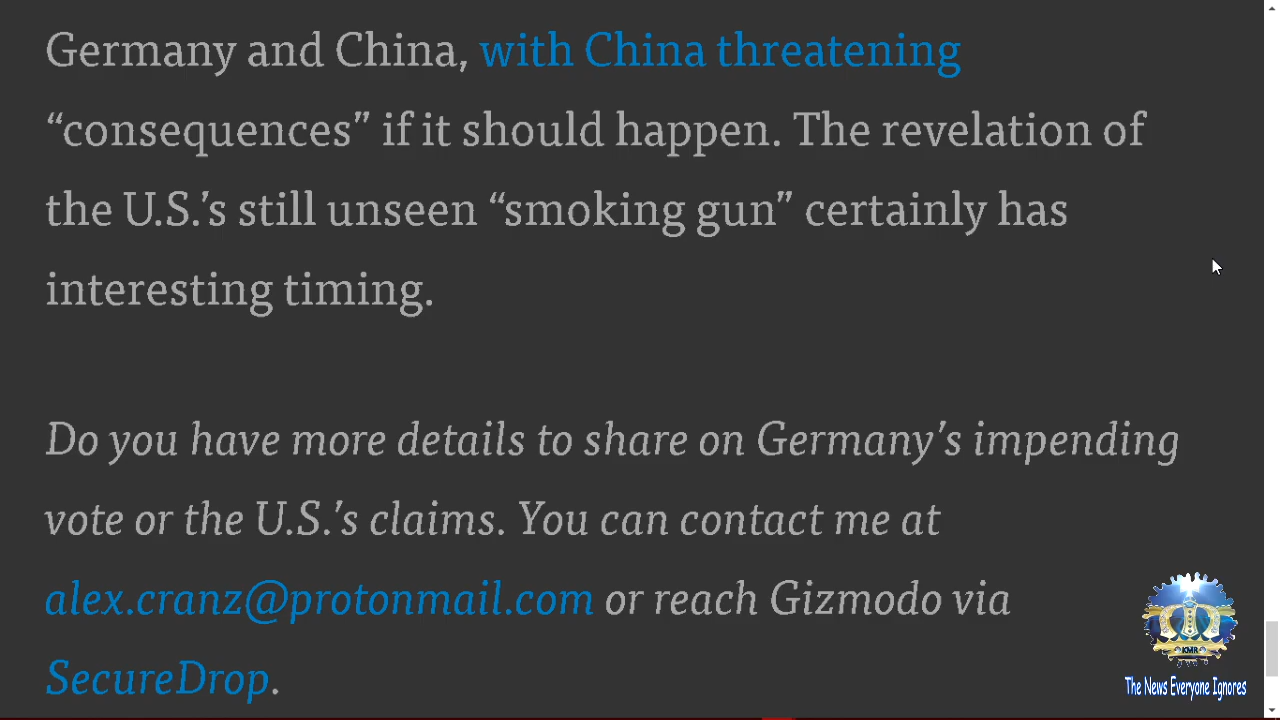 Germany and China, with China threatening
“consequences” if it should happen. The revelation of
the U.S.’s still unseen “smoking gun” certainly has
interesting timing.
Do you have more details to share on Germany’s impending
vote or the U.S.’s claims. You can contact me at
alex.cranz@protonmail.com or reach Gizmodo via
SecureDrop.
KMR
The News Everyone Ignores